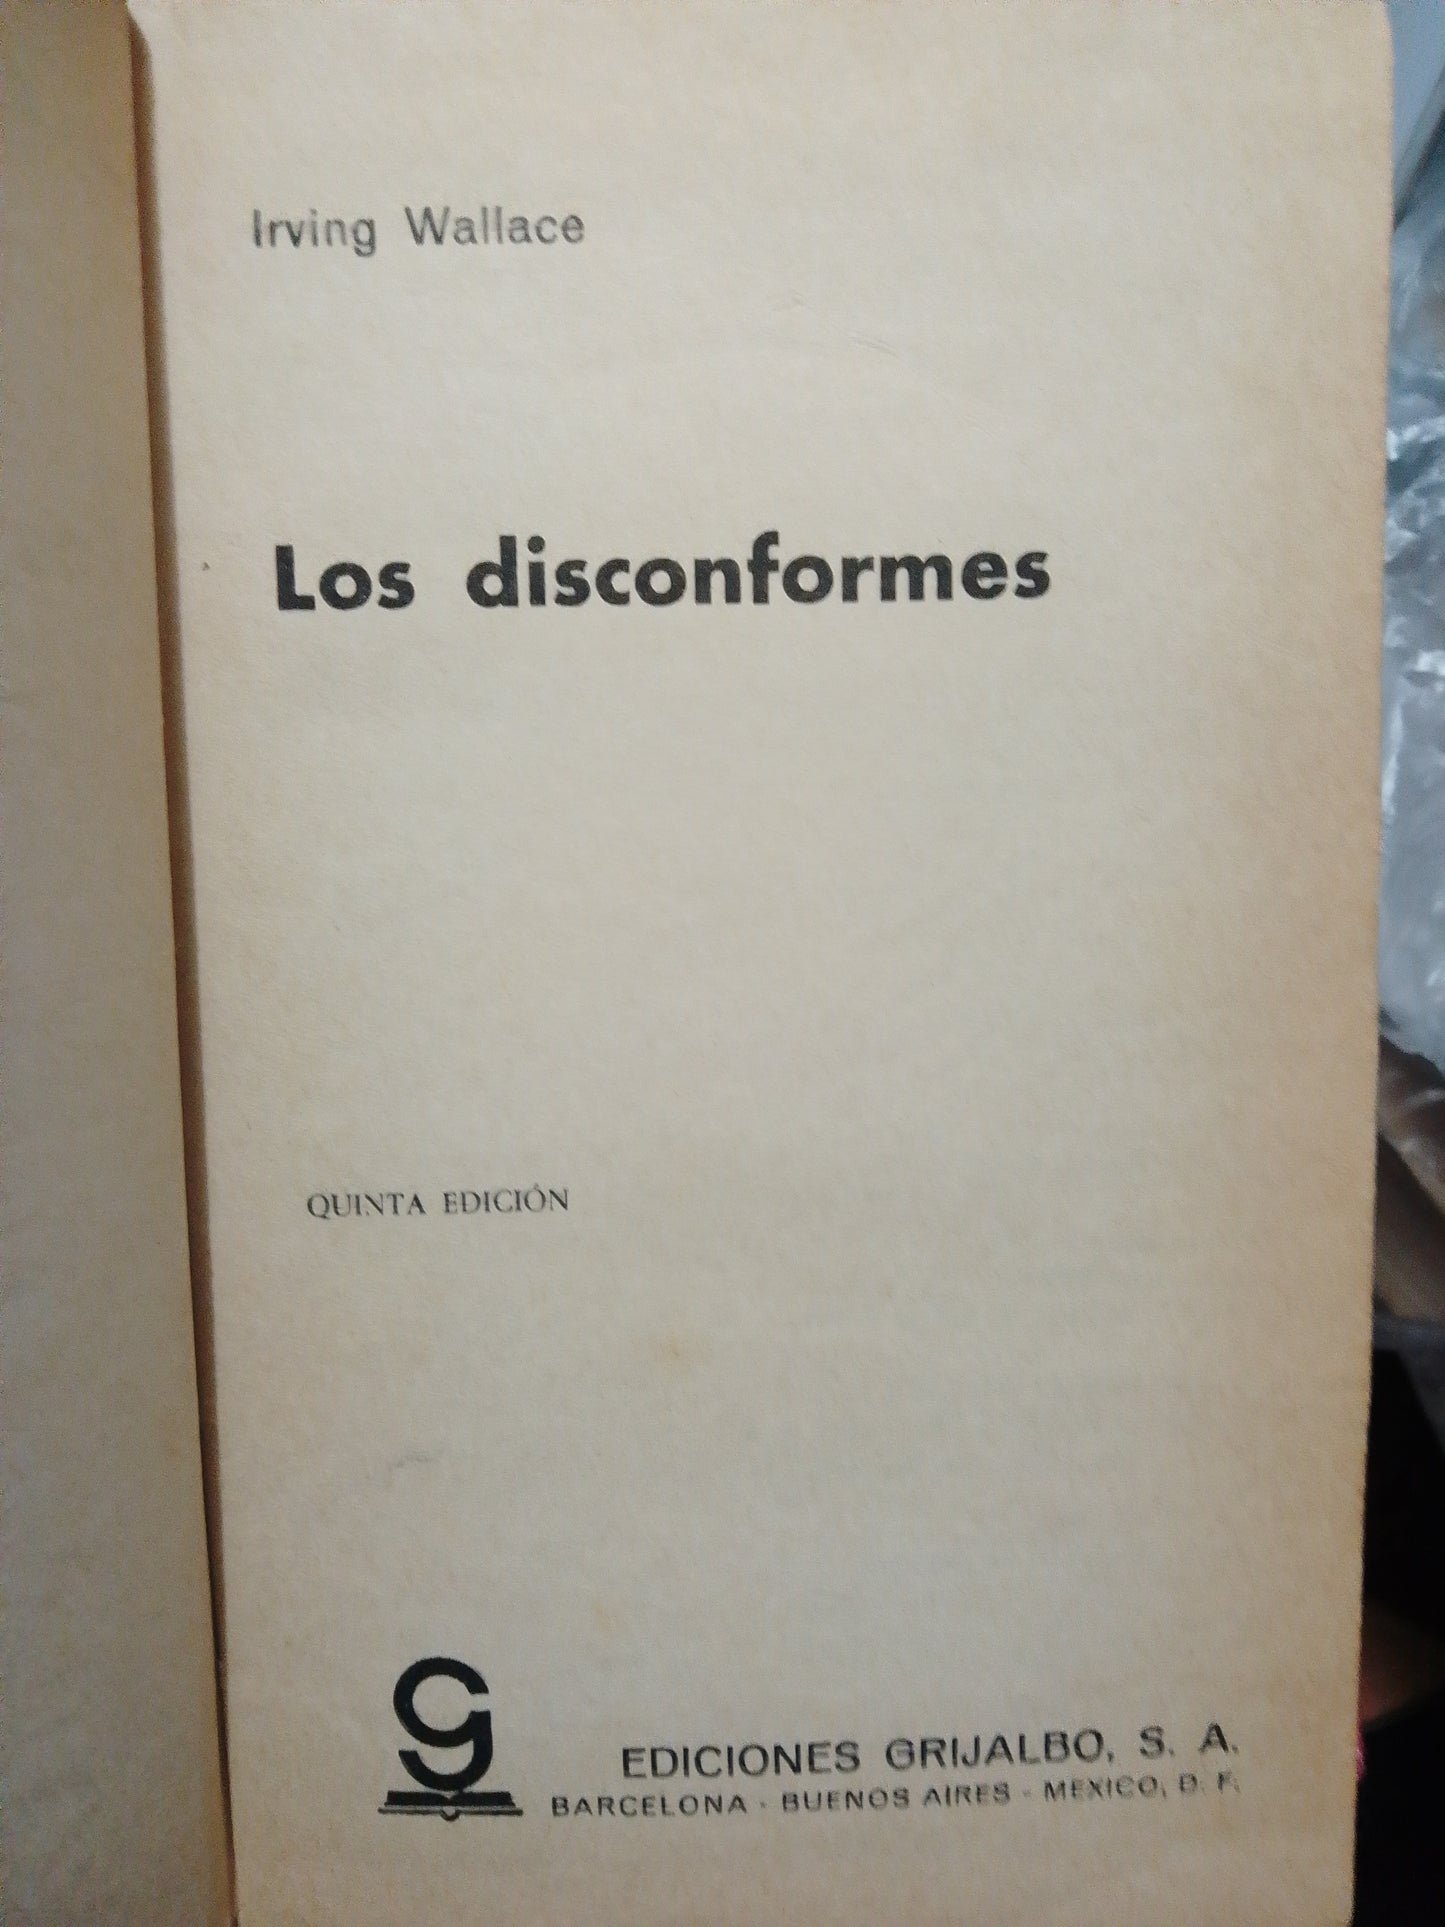 Irving Wallace
Los disconformes
QUINTA EDICIÓN
g
EDICIONES GRIJALBO, S. A.
BARCELONA - BUENOS AIRES - MEXICO, D. F.